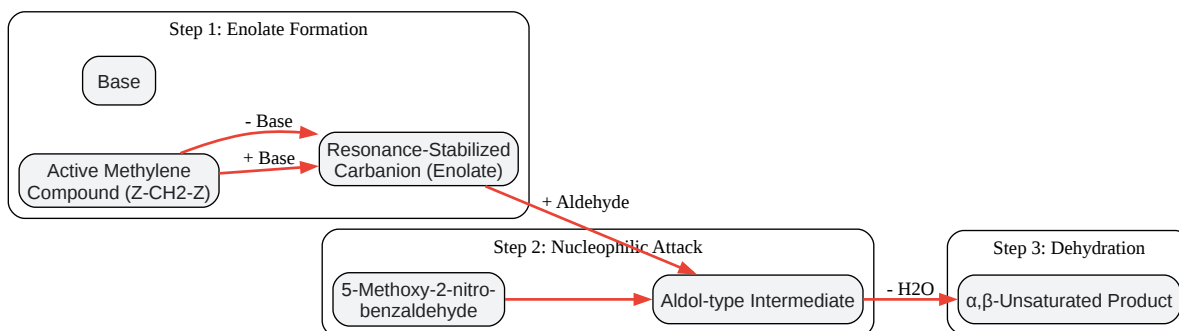 Step 1: Enolate Formation
Base
- Base
+ Base
Active Methylene
Compound (Z-CH2-Z)
Resonance-Stabilized
Carbanion (Enolate)
+ Aldehyde
Step 2: Nucleophilic Attack
5-Methoxy-2-nitro-
benzaldehyde
Aldol-type Intermediate
- H2O
Step 3: Dehydration
α,β-Unsaturated Product